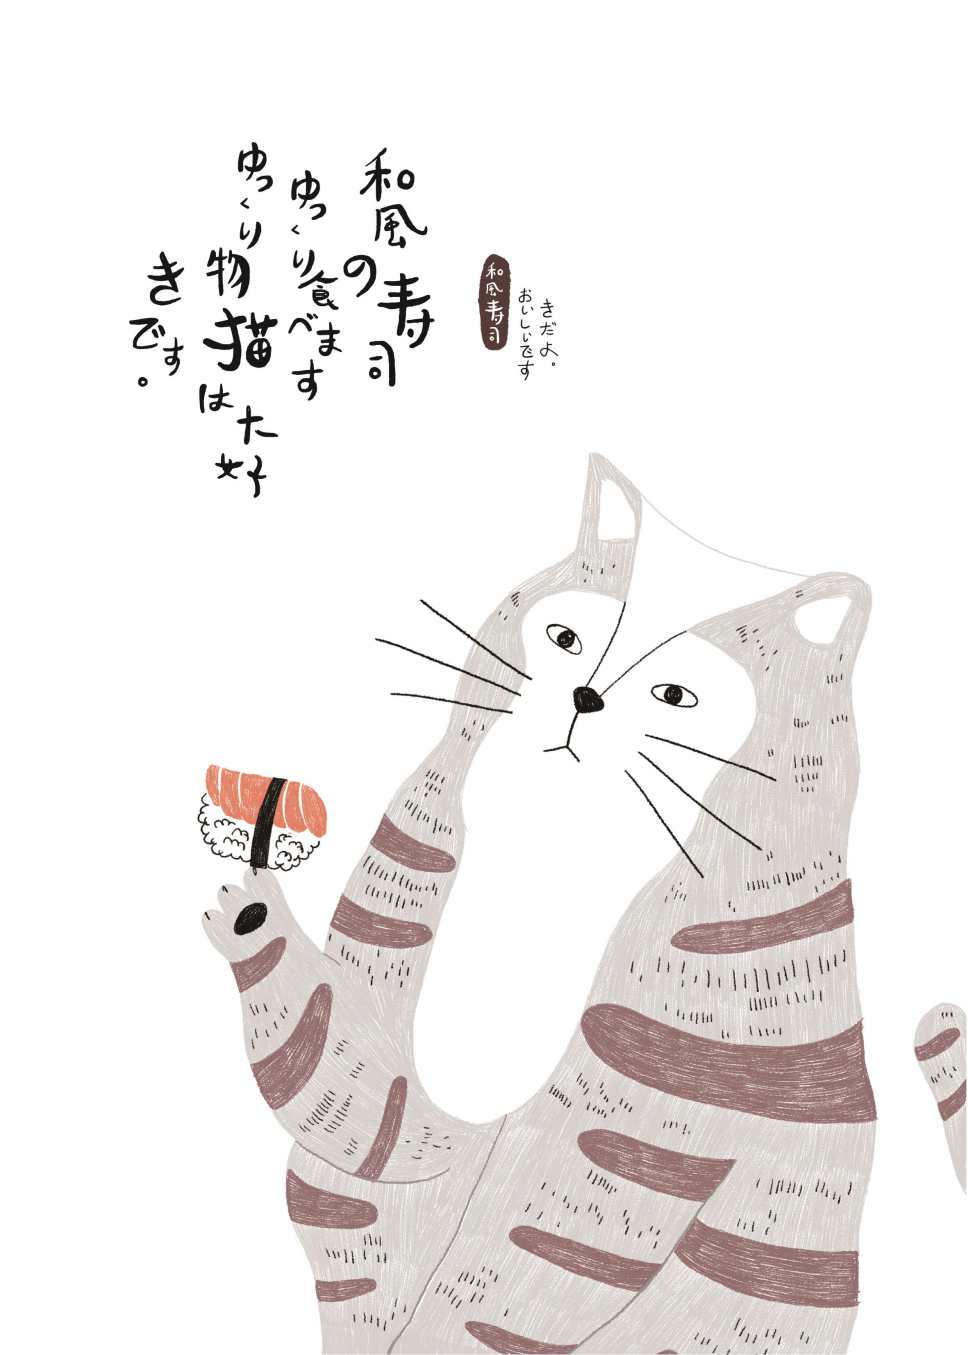 和風の寿司
ゆっくり食べます
ゆっくり物猫は大好
きです。
きだよ。
おいしいです
和風寿司